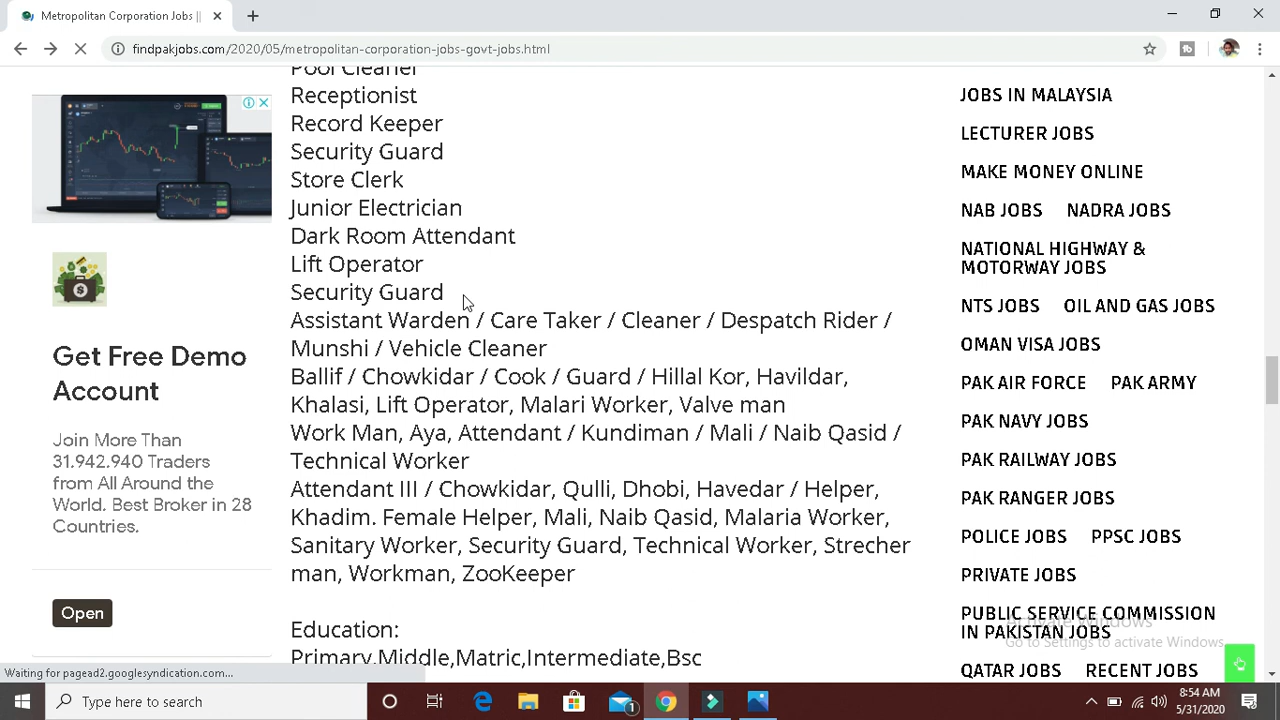 Metropolitan Corporation Jobs ||
findpakjobs.com/2020/05/metropolitan-corporation-jobs-govt-jobs.html
Get Free Demo
Account
Join More Than
31.942.940 Traders
from All Around the
World. Best Broker in 28
Countries.
Open
Pool Cleaner
Receptionist
Record Keeper
Security Guard
Store Clerk
Junior Electrician
Dark Room Attendant
Lift Operator
Security Guard
Assistant Warden / Care Taker / Cleaner / Despatch Rider /
Munshi / Vehicle Cleaner
Ballif / Chowkidar / Cook / Guard / Hillal Kor, Havildar,
Khalasi, Lift Operator, Malari Worker, Valve man
Work Man, Aya, Attendant / Kundiman / Mali / Naib Qasid /
Technical Worker
Attendant III / Chowkidar, Qulli, Dhobi, Havedar / Helper,
Khadim. Female Helper, Mali, Naib Qasid, Malaria Worker,
Sanitary Worker, Security Guard, Technical Worker, Strecher
man, Workman, ZooKeeper
Education:
Primary,Middle,Matric,Intermediate,Bsc
JOBS IN MALAYSIA
LECTURER JOBS
MAKE MONEY ONLINE
NAB JOBS NADRA JOBS
NATIONAL HIGHWAY &
MOTORWAY JOBS
NTS JOBS OIL AND GAS JOBS
OMAN VISA JOBS
PAK AIR FORCE PAK ARMY
PAK NAVY JOBS
PAK RAILWAY JOBS
PAK RANGER JOBS
POLICE JOBS PPSC JOBS
PRIVATE JOBS
PUBLIC SERVICE COMMISSION
IN PAKISTAN JOBS
QATAR JOBS RECENT JOBS
Activate Windows
Go to Settings to activate Windows.
Waiting for pagead2.googlesyndication.com...
Type here to search
1
8:54 AM
5/31/2020